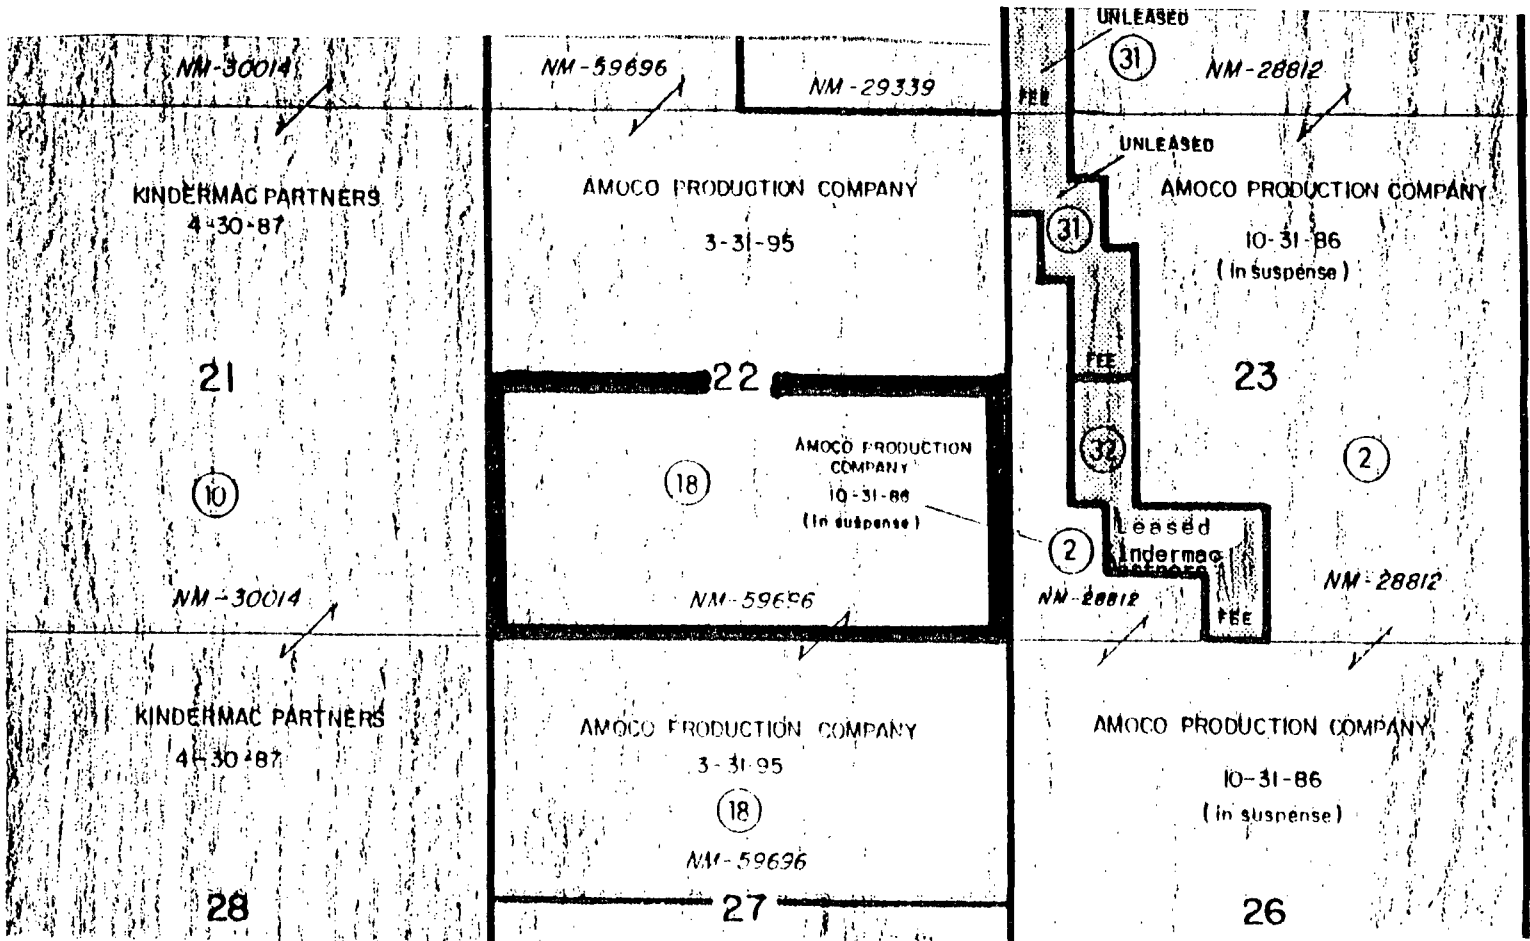 UNLEASED
NM-30014
NM-59696
NM-29339
31
NM-28812
FEE
UNLEASED
KINDERMAC PARTNERS
4-30-87
AMOCO PRODUCTION COMPANY
3-31-95
31
AMOCO PRODUCTION COMPANY
10-31-86
(In suspense)
FEE
21
22
23
10
18
AMOCO PRODUCTION
COMPANY
10-31-86
(In suspense)
32
2
Leased
2
NM-30014
NM-59696
NM-28812
FEE
NM-28812
KINDERMAC PARTNERS
4-30-87
AMOCO PRODUCTION COMPANY
3-31-95
18
NM-59696
AMOCO PRODUCTION COMPANY
10-31-86
(In suspense)
28
27
26